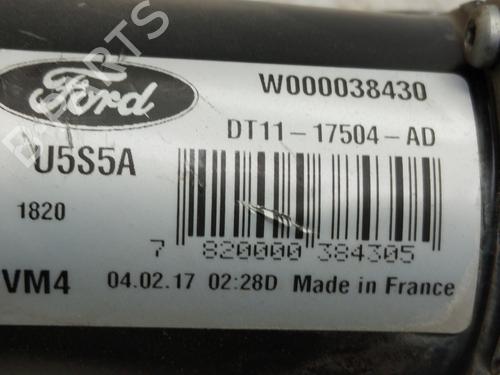 Ford
W000038430
DT11-17504-AD
U5S5A
1820
7 820000 384305
VM4 04.02.17 02:28D Made in France